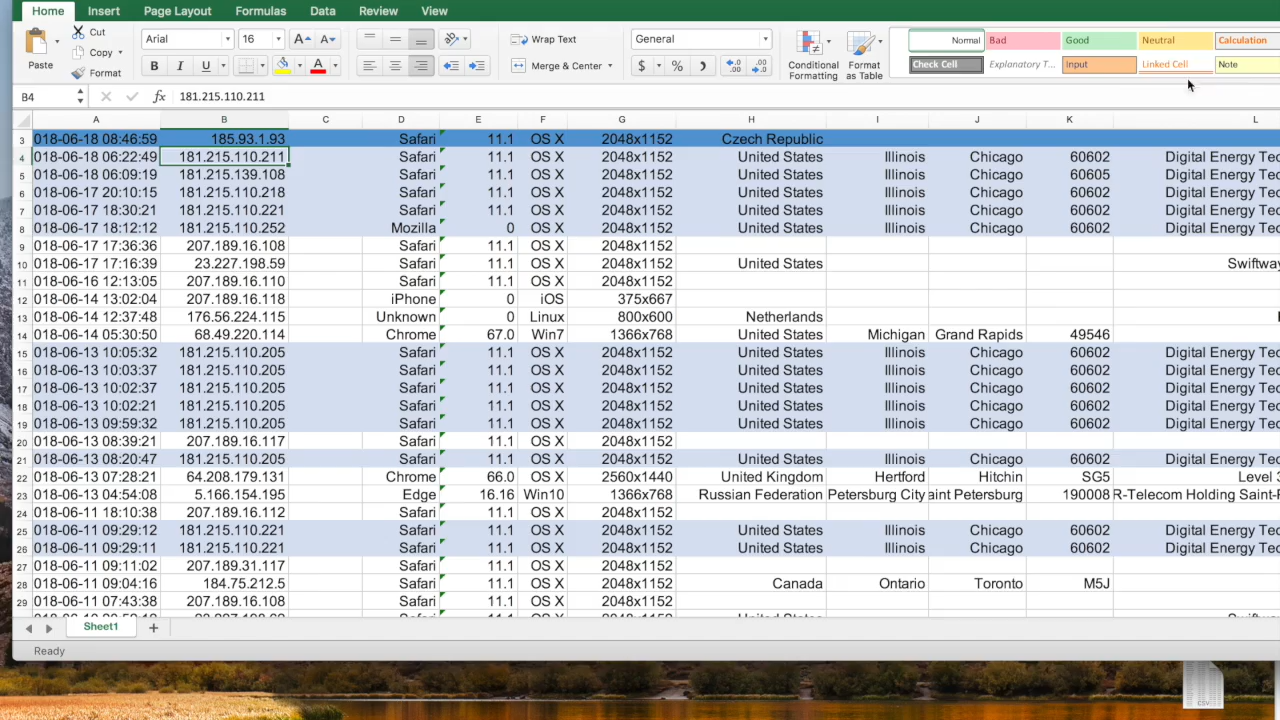 Home Insert Page Layout Formulas Data Review View
Paste Cut Copy Format
Arial 16 A A
B I U A
Wrap Text
Merge & Center
General
$ %
Conditional Formatting
Format as Table
Normal Bad Good Neutral Calculation
Check Cell Explanatory T... Input Linked Cell Note
B4 fx 181.215.110.211
A B C D E F G H I J K L
3 018-06-18 08:46:59 185.93.1.93 Safari 11.1 OS X 2048x1152 Czech Republic
4 018-06-18 06:22:49 181.215.110.211 Safari 11.1 OS X 2048x1152 United States Illinois Chicago 60602 Digital Energy Tec
5 018-06-18 06:09:19 181.215.139.108 Safari 11.1 OS X 2048x1152 United States Illinois Chicago 60605 Digital Energy Tec
6 018-06-17 20:10:15 181.215.110.218 Safari 11.1 OS X 2048x1152 United States Illinois Chicago 60602 Digital Energy Tec
7 018-06-17 18:30:21 181.215.110.221 Safari 11.1 OS X 2048x1152 United States Illinois Chicago 60602 Digital Energy Tec
8 018-06-17 18:12:12 181.215.110.252 Mozilla 0 OS X 2048x1152 United States Illinois Chicago 60602 Digital Energy Tec
9 018-06-17 17:36:36 207.189.16.108 Safari 11.1 OS X 2048x1152
10 018-06-17 17:16:39 23.227.198.59 Safari 11.1 OS X 2048x1152 United States Swiftway
11 018-06-16 12:13:05 207.189.16.110 Safari 11.1 OS X 2048x1152
12 018-06-14 13:02:04 207.189.16.118 iPhone 0 iOS 375x667
13 018-06-14 12:37:48 176.56.224.115 Unknown 0 Linux 800x600 Netherlands
14 018-06-14 05:30:50 68.49.220.114 Chrome 67.0 Win7 1366x768 United States Michigan Grand Rapids 49546
15 018-06-13 10:05:32 181.215.110.205 Safari 11.1 OS X 2048x1152 United States Illinois Chicago 60602 Digital Energy Tec
16 018-06-13 10:03:37 181.215.110.205 Safari 11.1 OS X 2048x1152 United States Illinois Chicago 60602 Digital Energy Tec
17 018-06-13 10:02:37 181.215.110.205 Safari 11.1 OS X 2048x1152 United States Illinois Chicago 60602 Digital Energy Tec
18 018-06-13 10:02:21 181.215.110.205 Safari 11.1 OS X 2048x1152 United States Illinois Chicago 60602 Digital Energy Tec
19 018-06-13 09:59:32 181.215.110.205 Safari 11.1 OS X 2048x1152 United States Illinois Chicago 60602 Digital Energy Tec
20 018-06-13 08:39:21 207.189.16.117 Safari 11.1 OS X 2048x1152
21 018-06-13 08:20:47 181.215.110.205 Safari 11.1 OS X 2048x1152 United States Illinois Chicago 60602 Digital Energy Tec
22 018-06-13 07:28:21 64.208.179.131 Chrome 66.0 OS X 2560x1440 United Kingdom Hertford Hitchin SG5 Level 3
23 018-06-13 04:54:08 5.166.154.195 Edge 16.16 Win10 1366x768 Russian Federation Petersburg City aint Petersburg 190008 R-Telecom Holding Saint-P
24 018-06-11 18:10:38 207.189.16.112 Safari 11.1 OS X 2048x1152
25 018-06-11 09:29:12 181.215.110.221 Safari 11.1 OS X 2048x1152 United States Illinois Chicago 60602 Digital Energy Tec
26 018-06-11 09:29:11 181.215.110.221 Safari 11.1 OS X 2048x1152 United States Illinois Chicago 60602 Digital Energy Tec
27 018-06-11 09:11:02 207.189.31.117 Safari 11.1 OS X 2048x1152
28 018-06-11 09:04:16 184.75.212.5 Safari 11.1 OS X 2048x1152 Canada Ontario Toronto M5J
29 018-06-11 07:43:38 207.189.16.108 Safari 11.1 OS X 2048x1152
Sheet1
Ready
CSV